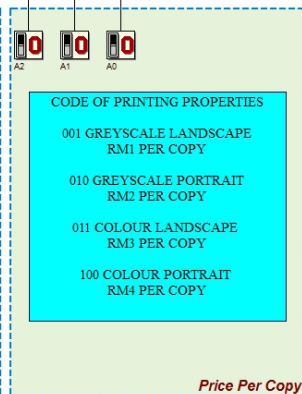 0 0 0
A2 A1 A0
CODE OF PRINTING PROPERTIES
001 GREYSCALE LANDSCAPE
RM1 PER COPY
010 GREYSCALE PORTRAIT
RM2 PER COPY
011 COLOUR LANDSCAPE
RM3 PER COPY
100 COLOUR PORTRAIT
RM4 PER COPY
Price Per Copy